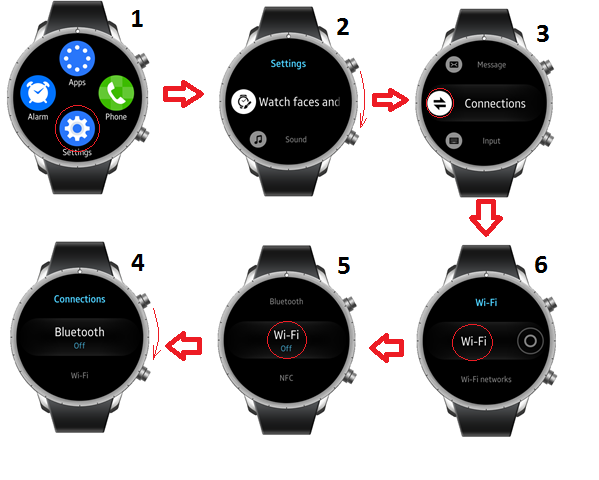 1
Apps
Alarm
Phone
Settings
2
Settings
Watch faces and
Sound
3
Message
Connections
Input
4
Connections
Bluetooth
Off
Wi-Fi
5
Bluetooth
Wi-Fi
Off
NFC
6
Wi-Fi
Wi-Fi
Wi-Fi networks